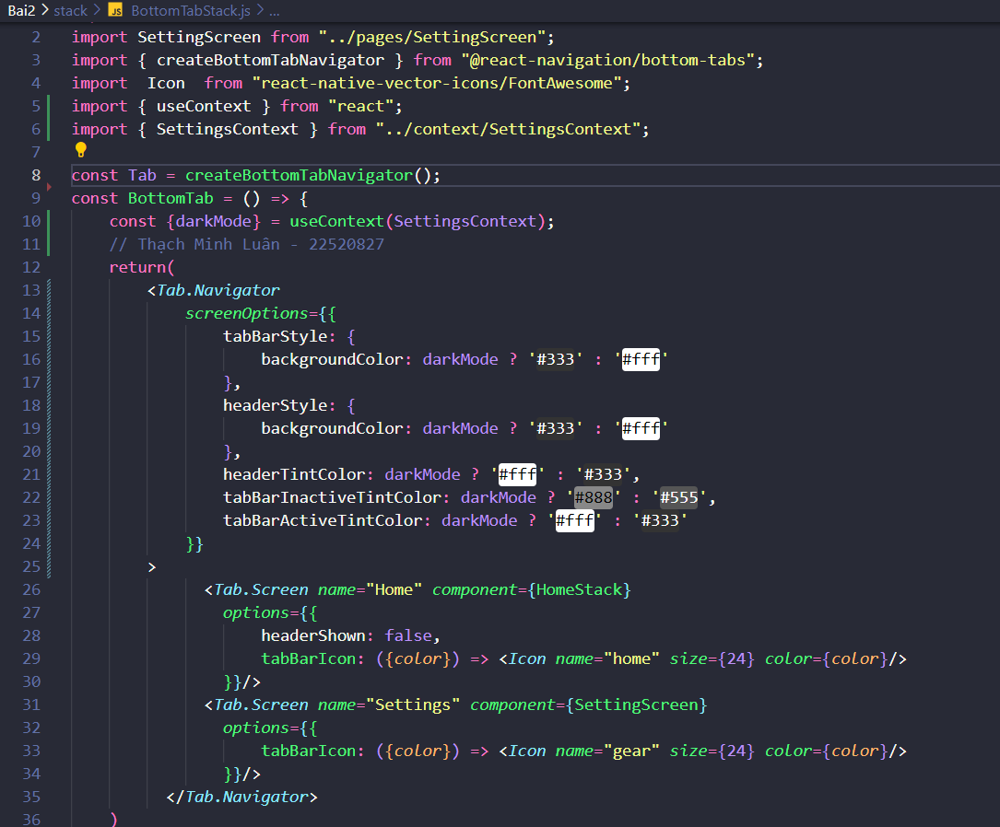 Bai2 > stack > JS BottomTabStack.js > ...
2 import SettingScreen from "../pages/SettingScreen";
3 import { createBottomTabNavigator } from "@react-navigation/bottom-tabs";
4 import  Icon  from "react-native-vector-icons/FontAwesome";
5 import { useContext } from "react";
6 import { SettingsContext } from "../context/SettingsContext";
7
8 const Tab = createBottomTabNavigator();
9 const BottomTab = () => {
10     const {darkMode} = useContext(SettingsContext);
11     // Thạch Minh Luân - 22520827
12     return(
13         <Tab.Navigator
14             screenOptions={{
15                 tabBarStyle: {
16                     backgroundColor: darkMode ? '#333' : '#fff'
17                 },
18                 headerStyle: {
19                     backgroundColor: darkMode ? '#333' : '#fff'
20                 },
21                 headerTintColor: darkMode ? '#fff' : '#333',
22                 tabBarInactiveTintColor: darkMode ? '#888' : '#555',
23                 tabBarActiveTintColor: darkMode ? '#fff' : '#333'
24             }}
25         >
26               <Tab.Screen name="Home" component={HomeStack}
27                 options={{
28                     headerShown: false,
29                     tabBarIcon: ({color}) => <Icon name="home" size={24} color={color}/>
30                 }}/>
31               <Tab.Screen name="Settings" component={SettingScreen}
32                 options={{
33                     tabBarIcon: ({color}) => <Icon name="gear" size={24} color={color}/>
34                 }}/>
35           </Tab.Navigator>
36     )